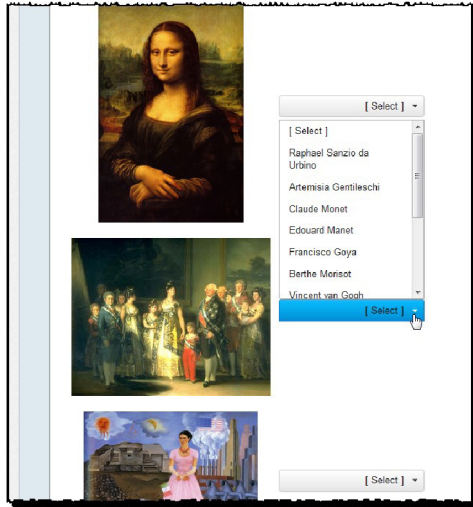 [ Select ]
[ Select ]
Raphael Sanzio da
Urbino
Artemisia Gentileschi
Claude Monet
Edouard Manet
Francisco Goya
Berthe Morisot
Vincent van Gogh
[ Select ]
[ Select ]